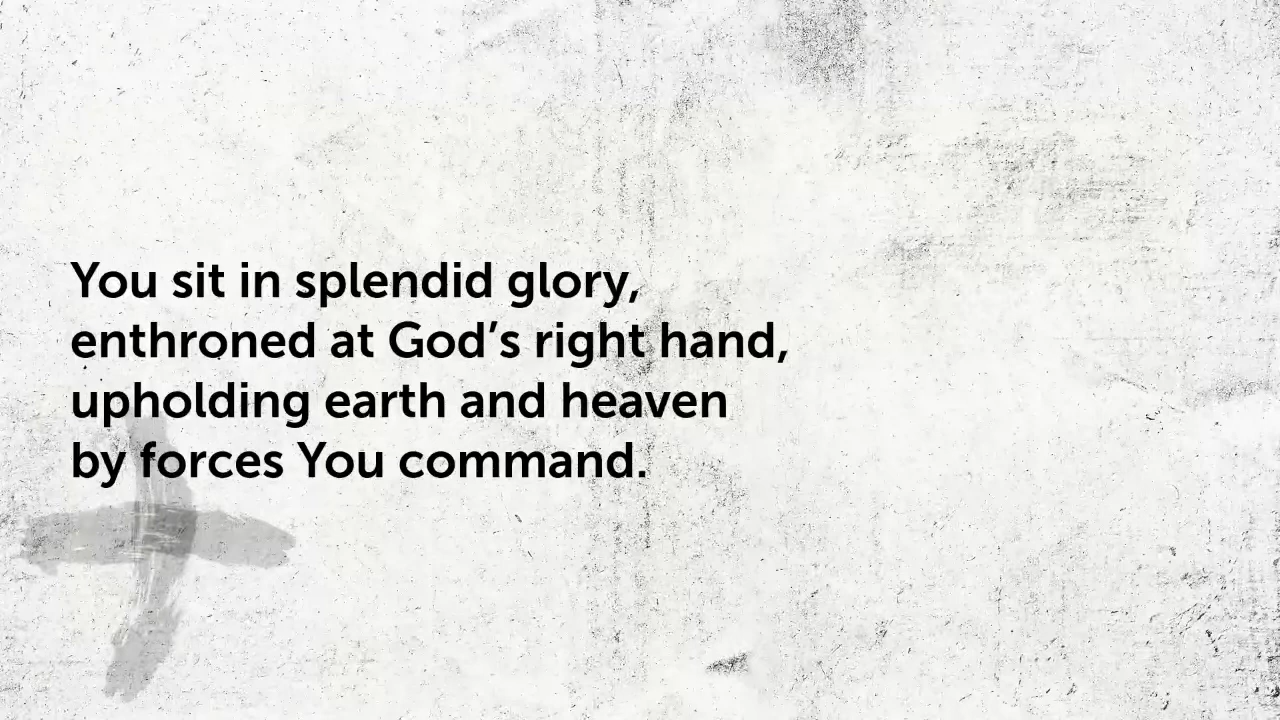 You sit in splendid glory,
enthroned at God’s right hand,
upholding earth and heaven
by forces You command.